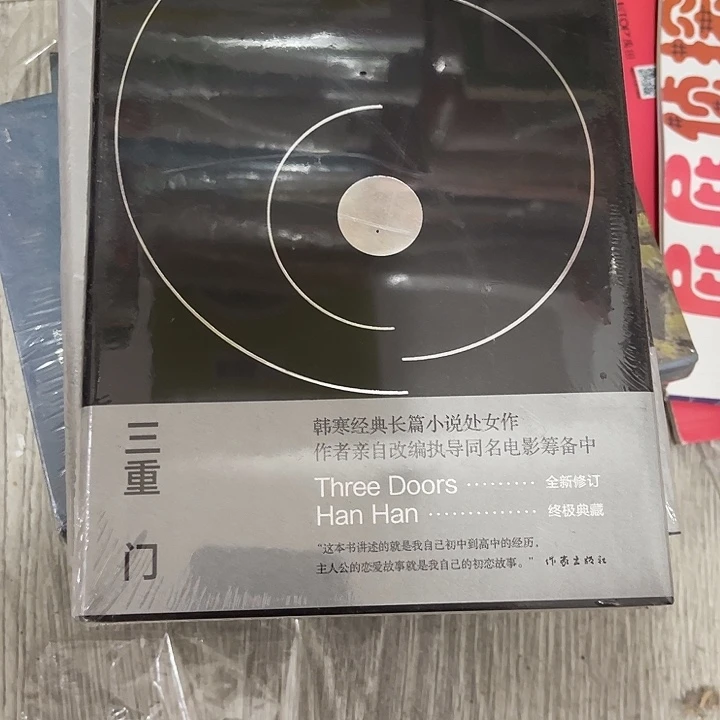 三重门
韩寒经典长篇小说处女作
作者亲自改编执导同名电影筹备中
Three Doors ········· 全新修订
Han Han ·············· 终极典藏
“这本书讲述的就是我自己初中到高中的经历，
主人公的恋爱故事就是我自己的初恋故事。” 作家出版社